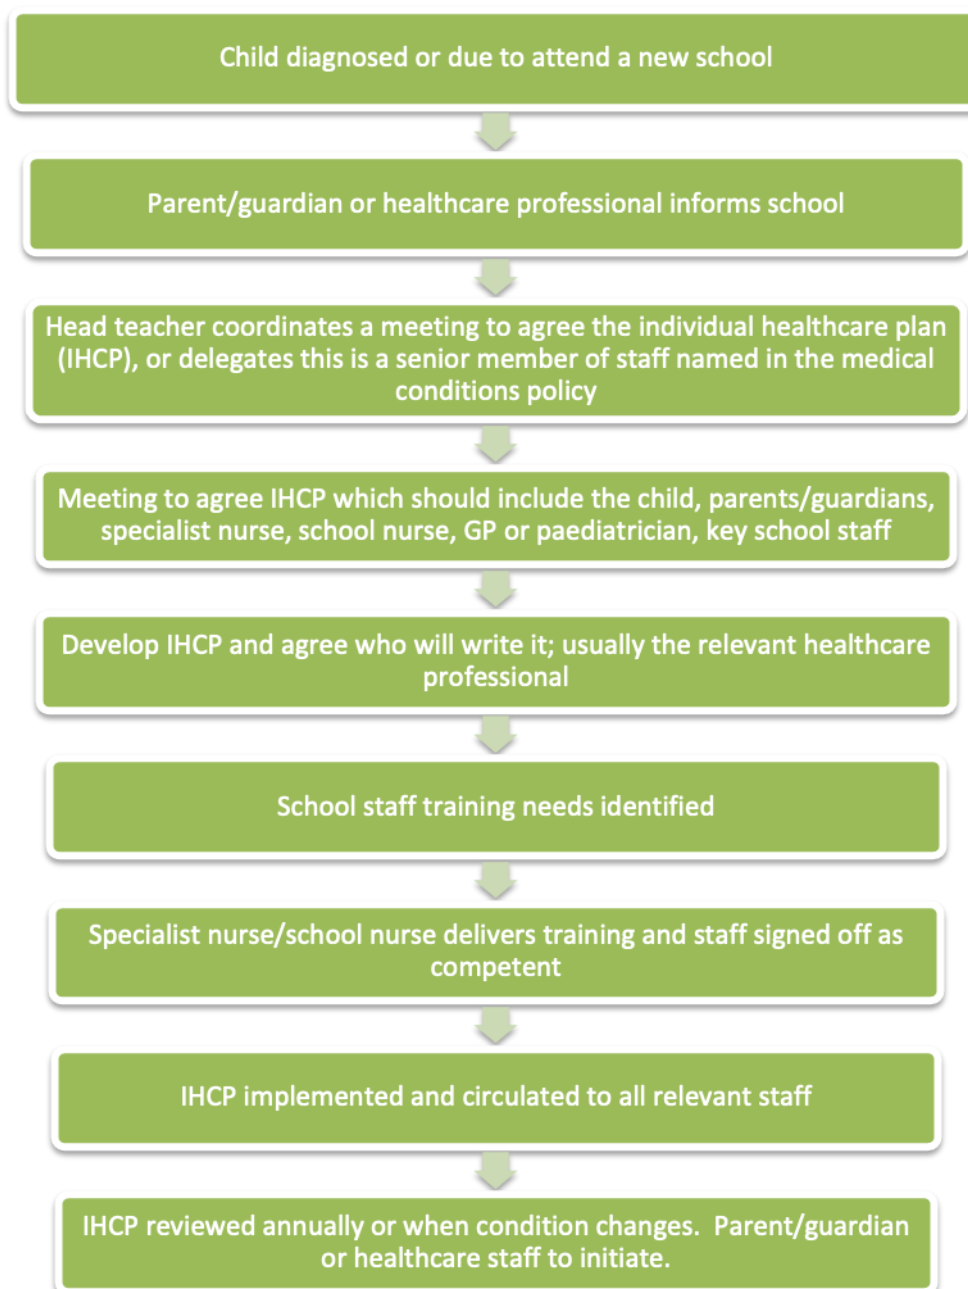 Child diagnosed or due to attend a new school
Parent/guardian or healthcare professional informs school
Head teacher coordinates a meeting to agree the individual healthcare plan
(IHCP), or delegates this is a senior member of staff named in the medical
conditions policy
Meeting to agree IHCP which should include the child, parents/guardians,
specialist nurse, school nurse, GP or paediatrician, key school staff
Develop IHCP and agree who will write it; usually the relevant healthcare
professional
School staff training needs identified
Specialist nurse/school nurse delivers training and staff signed off as
competent
IHCP implemented and circulated to all relevant staff
IHCP reviewed annually or when condition changes.  Parent/guardian
or healthcare staff to initiate.